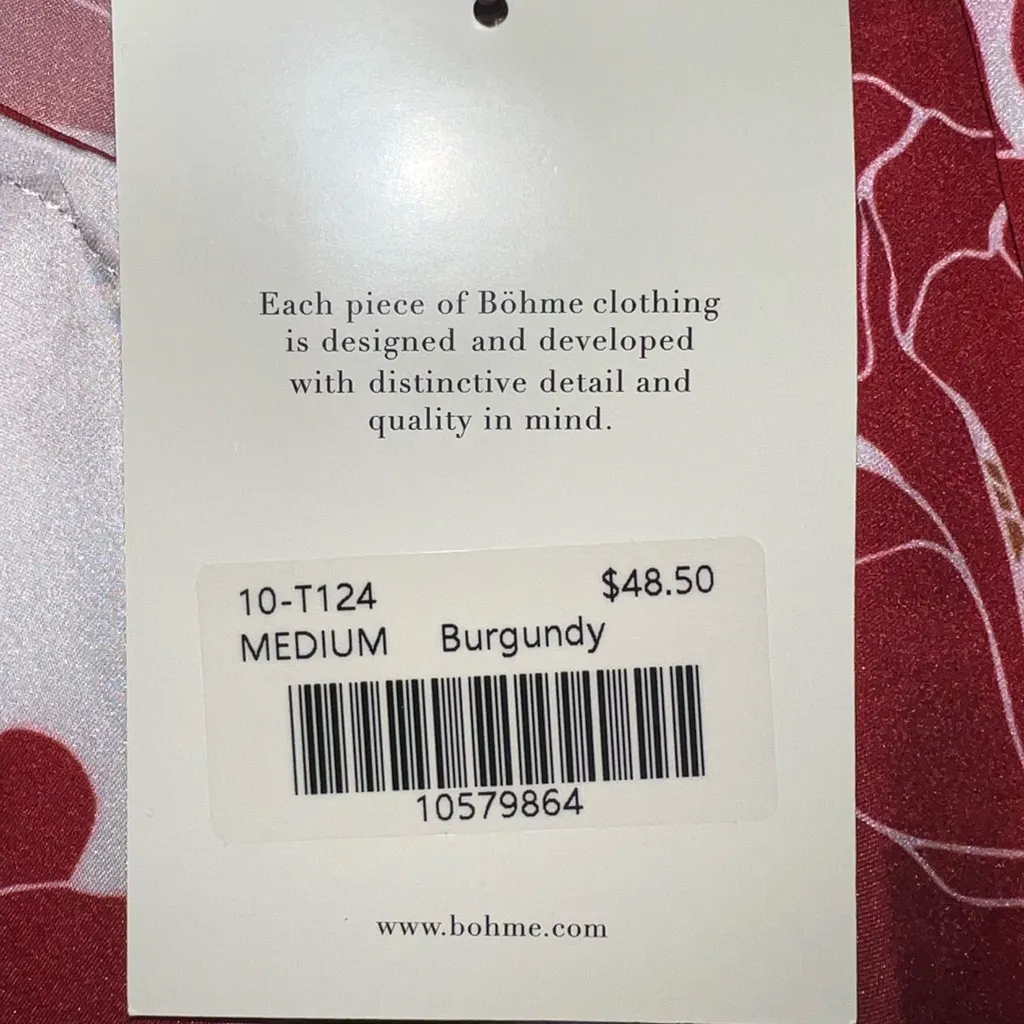 Each piece of Böhme clothing
is designed and developed
with distinctive detail and
quality in mind.
10-T124 $48.50
MEDIUM Burgundy
10579864
www.bohme.com